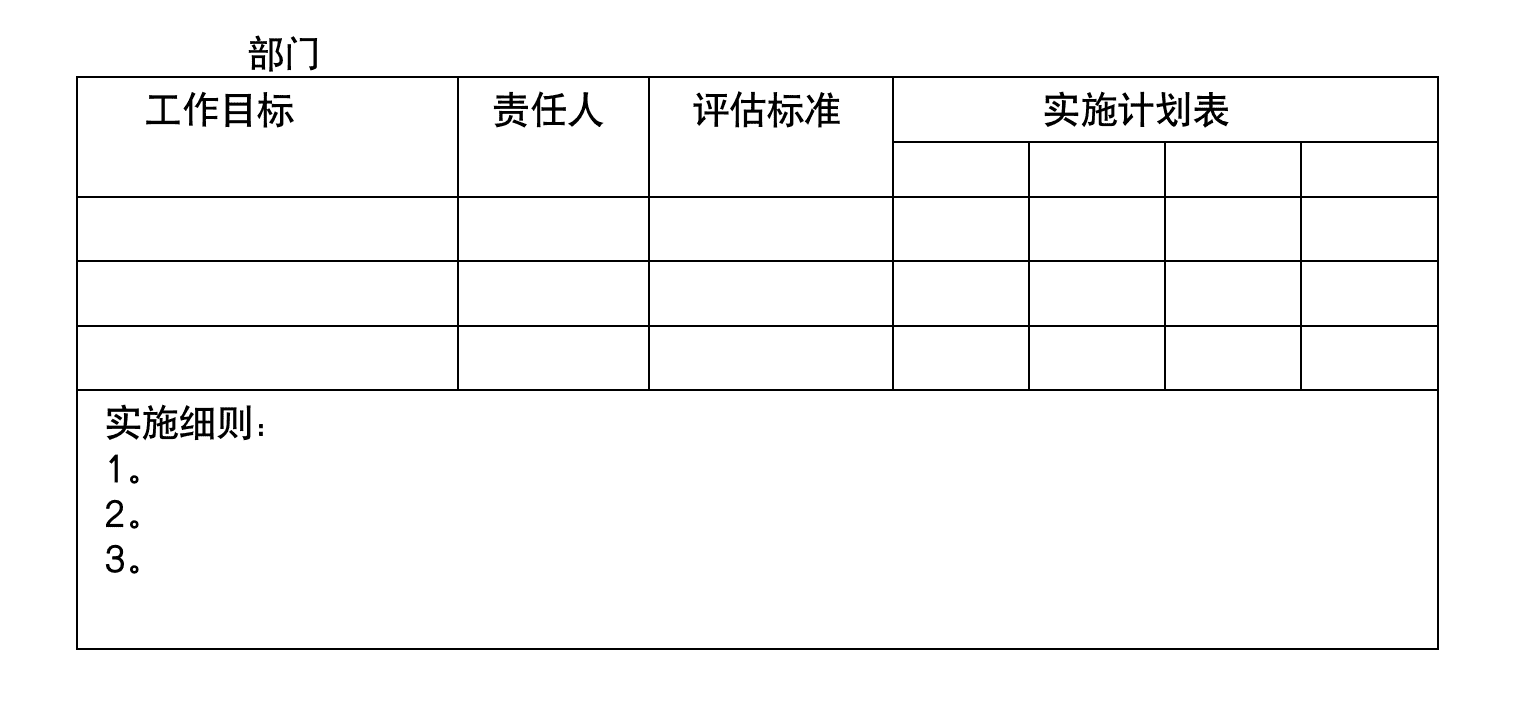 部门
工作目标 责任人 评估标准 实施计划表
实施细则：
1。
2。
3。